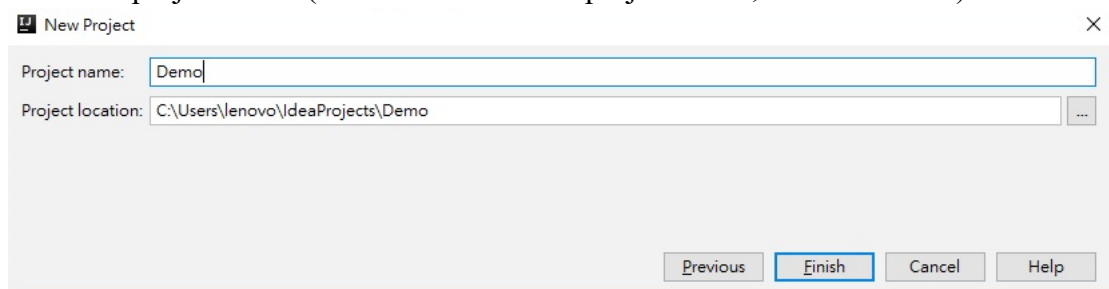 New Project
Project name: Demo
Project location: C:\Users\lenovo\IdeaProjects\Demo ...
Previous Finish Cancel Help